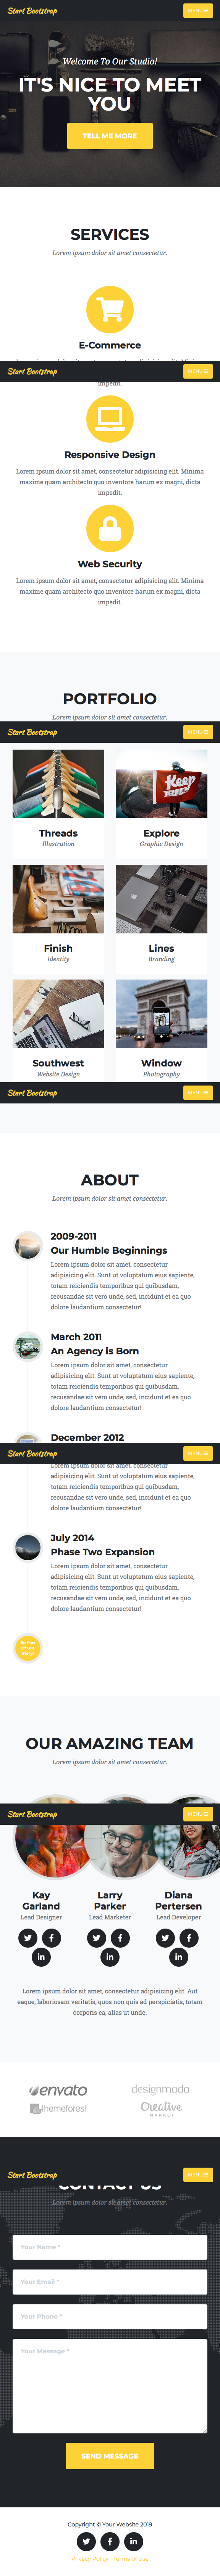 Start Bootstrap
MENU
Welcome To Our Studio!
IT'S NICE TO MEET
YOU
TELL ME MORE
SERVICES
Lorem ipsum dolor sit amet consectetur.
E-Commerce
Start Bootstrap
MENU
impedit.
Responsive Design
Lorem ipsum dolor sit amet, consectetur adipisicing elit. Minima
maxime quam architecto quo inventore harum ex magni, dicta
impedit.
Web Security
Lorem ipsum dolor sit amet, consectetur adipisicing elit. Minima
maxime quam architecto quo inventore harum ex magni, dicta
impedit.
PORTFOLIO
Lorem ipsum dolor sit amet consectetur.
Start Bootstrap
MENU
Threads
Illustration
Keep
Explore
Graphic Design
Finish
Identity
Lines
Branding
Southwest
Website Design
Window
Photography
Start Bootstrap
MENU
ABOUT
Lorem ipsum dolor sit amet consectetur.
2009-2011
Our Humble Beginnings
Lorem ipsum dolor sit amet, consectetur
adipisicing elit. Sunt ut voluptatum eius sapiente,
totam reiciendis temporibus qui quibusdam,
recusandae sit vero unde, sed, incidunt et ea quo
dolore laudantium consectetur!
March 2011
An Agency is Born
Lorem ipsum dolor sit amet, consectetur
adipisicing elit. Sunt ut voluptatum eius sapiente,
totam reiciendis temporibus qui quibusdam,
recusandae sit vero unde, sed, incidunt et ea quo
dolore laudantium consectetur!
December 2012
Start Bootstrap
MENU
Lorem ipsum dolor sit amet, consectetur
adipisicing elit. Sunt ut voluptatum eius sapiente,
totam reiciendis temporibus qui quibusdam,
recusandae sit vero unde, sed, incidunt et ea quo
dolore laudantium consectetur!
July 2014
Phase Two Expansion
Lorem ipsum dolor sit amet, consectetur
adipisicing elit. Sunt ut voluptatum eius sapiente,
totam reiciendis temporibus qui quibusdam,
recusandae sit vero unde, sed, incidunt et ea quo
dolore laudantium consectetur!
Be Part
Of Our
Story!
OUR AMAZING TEAM
Lorem ipsum dolor sit amet consectetur.
Start Bootstrap
MENU
Kay
Garland
Lead Designer
Larry
Parker
Lead Marketer
Diana
Pertersen
Lead Developer
Lorem ipsum dolor sit amet, consectetur adipisicing elit. Aut
eaque, laboriosam veritatis, quos non quis ad perspiciatis, totam
corporis ea, alias ut unde.
envato
designmodo
themeforest
Creative
MARKET
Start Bootstrap
MENU
CONTACT US
Lorem ipsum dolor sit amet consectetur.
Your Name *
Your Email *
Your Phone *
Your Message *
SEND MESSAGE
Copyright © Your Website 2019
Privacy Policy
Terms of Use